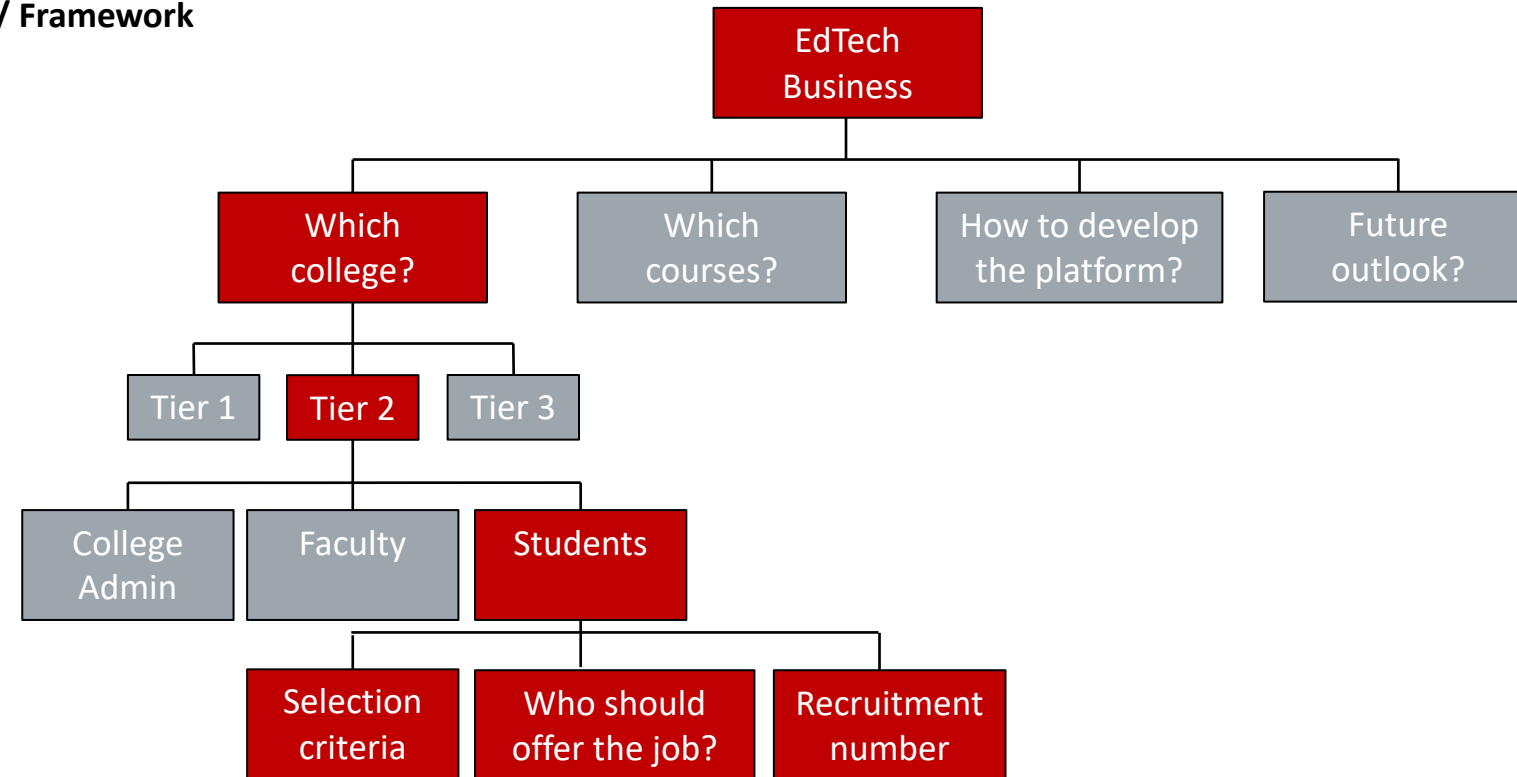 / Framework
EdTech
Business
Which
college?
Which
courses?
How to develop
the platform?
Future
outlook?
Tier 1
Tier 2
Tier 3
College
Admin
Faculty
Students
Selection
criteria
Who should
offer the job?
Recruitment
number